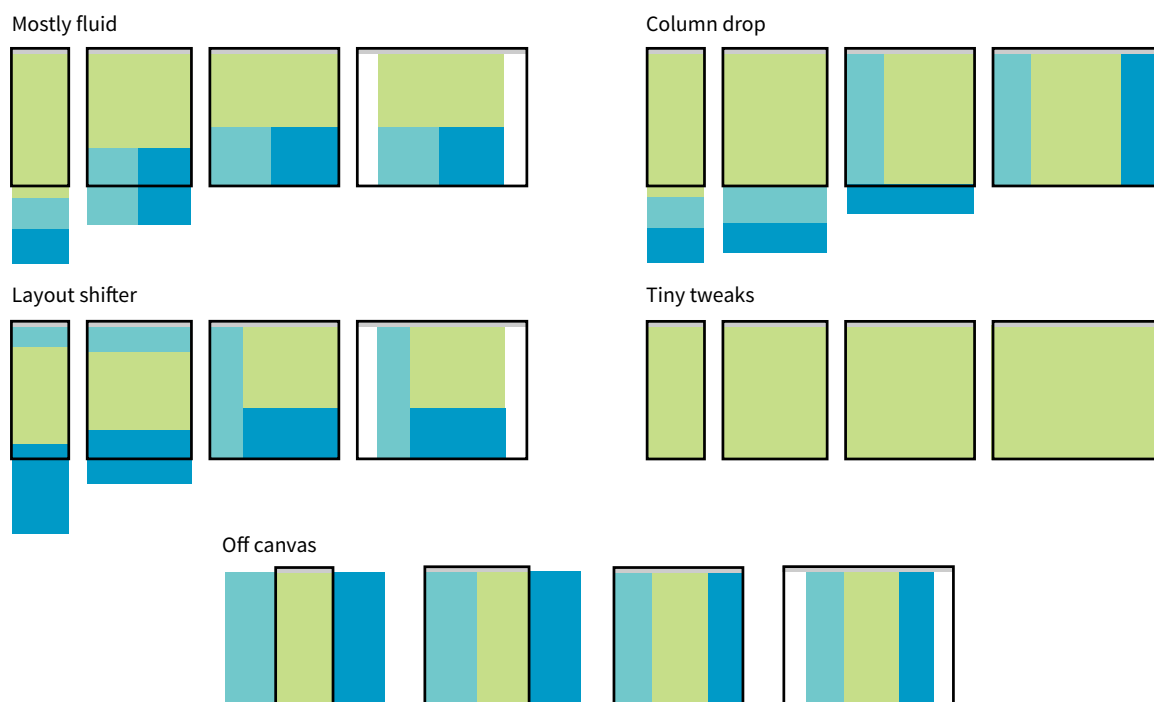 Mostly fluid
Column drop
Layout shifter
Tiny tweaks
Off canvas